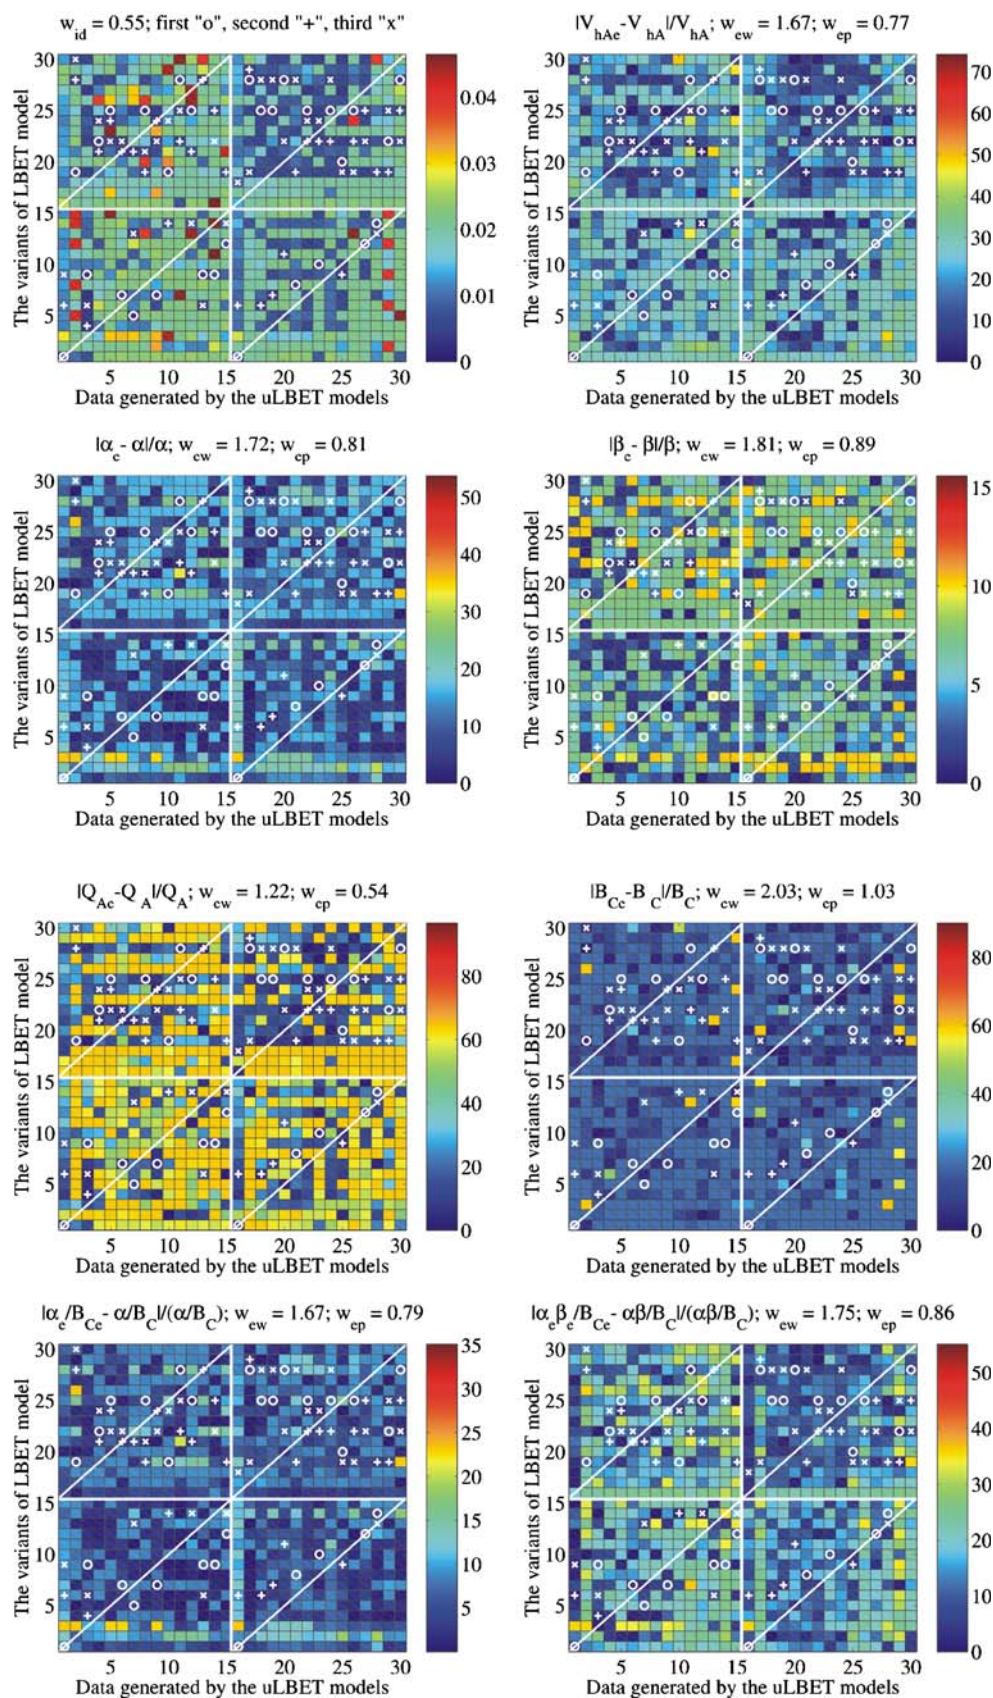 w_id = 0.55; first "o", second "+", third "x"
The variants of LBET model
30
25
20
15
10
5
5 10 15 20 25 30
Data generated by the uLBET models
0.04
0.03
0.02
0.01
0
|V_hAe-V_hA|/V_hA; w_ew = 1.67; w_ep = 0.77
The variants of LBET model
30
25
20
15
10
5
5 10 15 20 25 30
Data generated by the uLBET models
70
60
50
40
30
20
10
0
|α_e - α|/α; w_ew = 1.72; w_ep = 0.81
The variants of LBET model
30
25
20
15
10
5
5 10 15 20 25 30
Data generated by the uLBET models
50
40
30
20
10
0
|β_e - β|/β; w_ew = 1.81; w_ep = 0.89
The variants of LBET model
30
25
20
15
10
5
5 10 15 20 25 30
Data generated by the uLBET models
15
10
5
0
|Q_Ae-Q_A|/Q_A; w_ew = 1.22; w_ep = 0.54
The variants of LBET model
30
25
20
15
10
5
5 10 15 20 25 30
Data generated by the uLBET models
80
60
40
20
0
|B_Ce-B_C|/B_C; w_ew = 2.03; w_ep = 1.03
The variants of LBET model
30
25
20
15
10
5
5 10 15 20 25 30
Data generated by the uLBET models
80
60
40
20
0
|α_e/B_Ce - α/B_C|/(α/B_C); w_ew = 1.67; w_ep = 0.79
The variants of LBET model
30
25
20
15
10
5
5 10 15 20 25 30
Data generated by the uLBET models
35
30
25
20
15
10
5
|α_eβ_e/B_Ce - αβ/B_C|/(αβ/B_C); w_ew = 1.75; w_ep = 0.86
The variants of LBET model
30
25
20
15
10
5
5 10 15 20 25 30
Data generated by the uLBET models
50
40
30
20
10
0